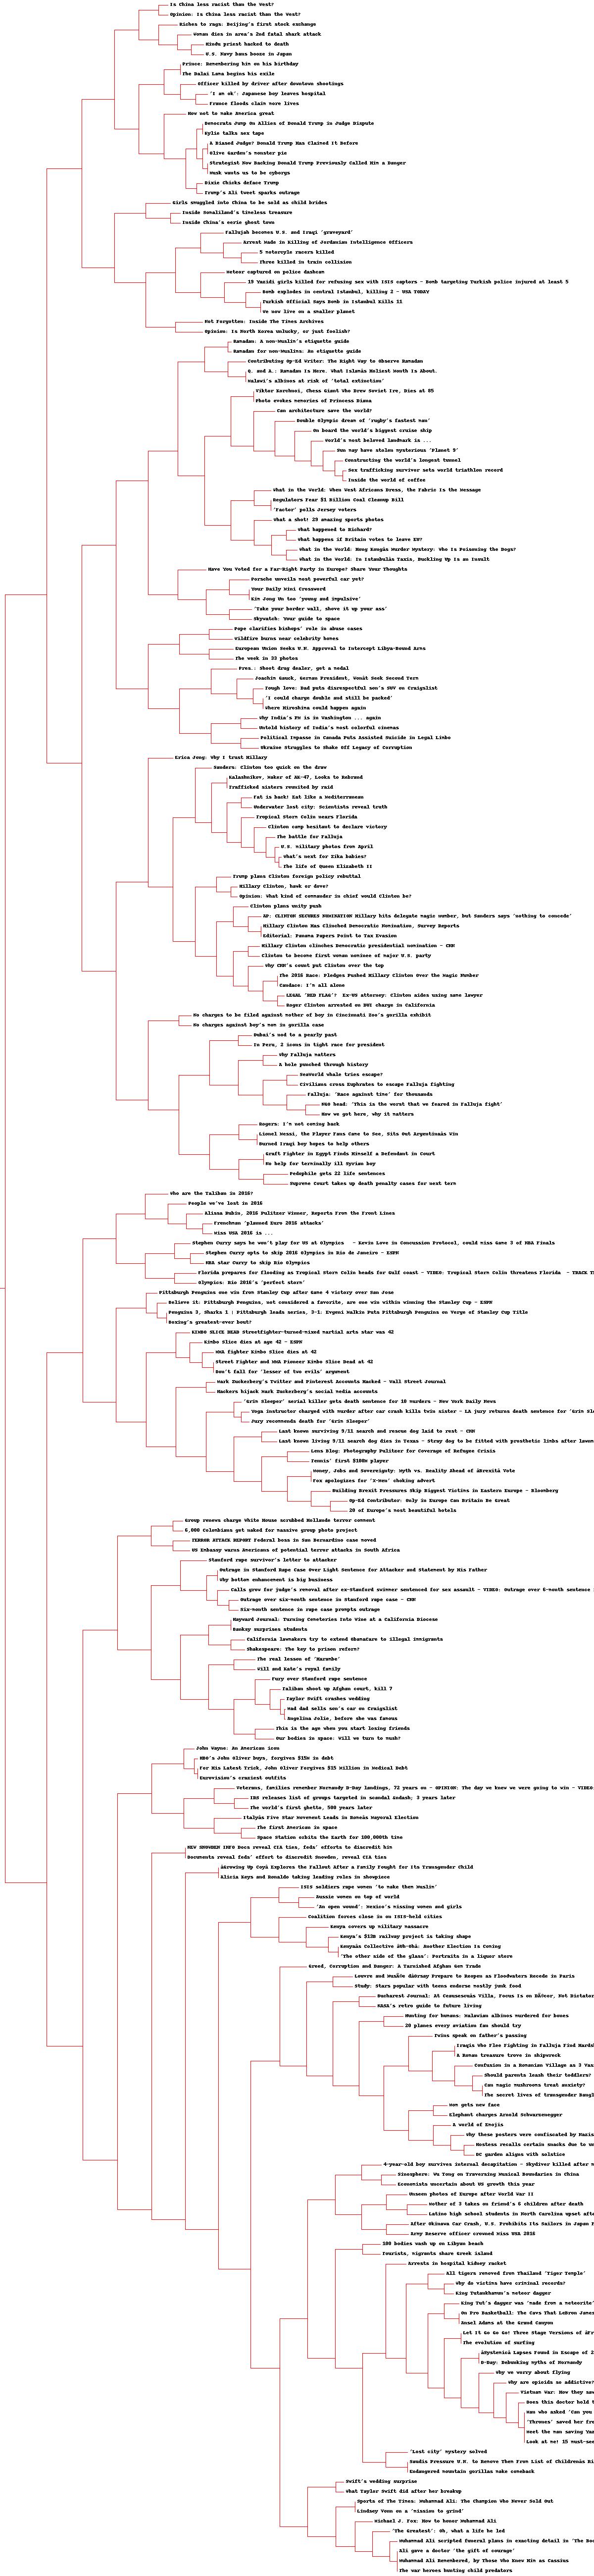 Is China less racist than the West?
Opinion: Is China less racist than the West?
Riches to rags: Beijing's first stock exchange
Woman dies in area's 2nd fatal shark attack
Hindu priest hacked to death
U.S. Navy bans booze in Japan
Prince: Remembering him on his birthday
The Dalai Lama begins his exile
Officer killed by driver after downtown shootings
'I am ok': Japanese boy leaves hospital
France floods claim more lives
How not to make America great
Democrats Jump On Allies of Donald Trump in Judge Dispute
Kylie talks sex tape
A Biased Judge? Donald Trump Has Claimed It Before
Olive Garden's monster pie
Strategist Now Backing Donald Trump Previously Called Him a Danger
Musk wants us to be cyborgs
Dixie Chicks deface Trump
Trump's Ali tweet sparks outrage
Girls smuggled into China to be sold as child brides
Inside Somaliland's timeless treasure
Inside China's eerie ghost town
Fallujah becomes U.S. and Iraqi 'graveyard'
Arrest Made in Killing of Jordanian Intelligence Officers
5 motorcycle racers killed
Three killed in train collision
Meteor captured on police dashcam
19 Yazidi girls killed for refusing sex with ISIS captors - Bomb targeting Turkish police injured at least 5
Bomb explodes in central Istanbul, killing 2 - USA TODAY
Turkish Official Says Bomb in Istanbul Kills 11
We now live on a smaller planet
Not Forgotten: Inside The Times Archives
Opinion: Is North Korea unlucky, or just foolish?
Ramadan: A non-Muslim's etiquette guide
Ramadan for non-Muslims: An etiquette guide
Contributing Op-Ed Writer: The Right Way to Observe Ramadan
Q. and A.: Ramadan Is Here. What Islamâs Holiest Month Is About.
Malawi's albinos at risk of 'total extinction'
Viktor Korchnoi, Chess Giant Who Drew Soviet Ire, Dies at 85
Photo evokes memories of Princess Diana
Can architecture save the world?
Double Olympic dream of 'rugby's fastest man'
On board the world's biggest cruise ship
World's most beloved landmark is ...
Sun may have stolen mysterious 'Planet 9'
Constructing the world's longest tunnel
Sex trafficking survivor sets world triathlon record
Inside the world of coffee
What in the World: When West Africans Dress, the Fabric Is the Message
Regulators Fear $1 Billion Coal Cleanup Bill
'Factor' polls Jersey voters
What a shot! 29 amazing sports photos
What happened to Richard?
What happens if Britain votes to leave EU?
What in the World: Hong Kongâs Murder Mystery: Who Is Poisoning the Dogs?
What in the World: In Istanbulâs Taxis, Buckling Up Is an Insult
Have You Voted for a Far-Right Party in Europe? Share Your Thoughts
Porsche unveils most powerful car yet?
Your Daily Mini Crossword
Kim Jong Un too 'young and impulsive'
'Take your border wall, shove it up your ass'
Skywatch: Your guide to space
Pope clarifies bishops' role in abuse cases
Wildfire burns near celebrity homes
European Union Seeks U.N. Approval to Intercept Libya-Bound Arms
The week in 33 photos
Pres.: Shoot drug dealer, get a medal
Joachim Gauck, German President, Wonât Seek Second Term
Tough love: Dad puts disrespectful son's SUV on Craigslist
'I could charge double and still be packed'
Where Hiroshima could happen again
Why India's PM is in Washington ... again
Untold history of India's most colorful cinemas
Political Impasse in Canada Puts Assisted Suicide in Legal Limbo
Ukraine Struggles to Shake Off Legacy of Corruption
Erica Jong: Why I trust Hillary
Sanders: Clinton too quick on the draw
Kalashnikov, Maker of AK-47, Looks to Rebrand
Trafficked sisters reunited by raid
Fat is back! Eat like a Mediterranean
Underwater lost city: Scientists reveal truth
Tropical Storm Colin nears Florida
Clinton camp hesitant to declare victory
The battle for Falluja
U.S. military photos from April
What's next for Zika babies?
The life of Queen Elizabeth II
Trump plans Clinton foreign policy rebuttal
Hillary Clinton, hawk or dove?
Opinion: What kind of commander in chief would Clinton be?
Clinton plans unity push
AP: CLINTON SECURES NOMINATION Hillary hits delegate magic number, but Sanders says 'nothing to concede'
Hillary Clinton Has Clinched Democratic Nomination, Survey Reports
Editorial: Panama Papers Point to Tax Evasion
Hillary Clinton clinches Democratic presidential nomination - CNN
Clinton to become first woman nominee of major U.S. party
Why CNN's count put Clinton over the top
The 2016 Race: Pledges Pushed Hillary Clinton Over the Magic Number
Candace: I'm all alone
LEGAL 'RED FLAG'? Ex-US attorney: Clinton aides using same lawyer
Roger Clinton arrested on DWI charge in California
No charges to be filed against mother of boy in Cincinnati Zoo's gorilla exhibit
No charges against boy's mom in gorilla case
Dubai's nod to a pearly past
In Peru, 2 icons in tight race for president
Why Falluja matters
A hole punched through history
SeaWorld whale tries escape?
Civilians cross Euphrates to escape Falluja fighting
Falluja: 'Race against time' for thousands
NGO head: 'This is the worst that we feared in Falluja fight'
How we got here, why it matters
Rogers: I'm not coming back
Lionel Messi, the Player Fans Came to See, Sits Out Argentinaâs Win
Burned Iraqi boy hopes to help others
Graft Fighter in Egypt Finds Himself a Defendant in Court
No help for terminally ill Syrian boy
Pedophile gets 22 life sentences
Supreme Court takes up death penalty cases for next term
Who are the Taliban in 2016?
People we've lost in 2016
Alissa Rubin, 2016 Pulitzer Winner, Reports From the Front Lines
Frenchman 'planned Euro 2016 attacks'
Miss USA 2016 is ...
Stephen Curry says he won't play for US at Olympics - Kevin Love in Concussion Protocol, could miss Game 3 of NBA Finals
Stephen Curry opts to skip 2016 Olympics in Rio de Janeiro - ESPN
NBA star Curry to skip Rio Olympics
Florida prepares for flooding as Tropical Storm Colin heads for Gulf coast - VIDEO: Tropical Storm Colin threatens Florida - TRACK T
Olympics: Rio 2016's 'perfect storm'
Pittsburgh Penguins one win from Stanley Cup after Game 4 victory over San Jose
Believe it: Pittsburgh Penguins, not considered a favorite, are one win within winning the Stanley Cup - ESPN
Penguins 3, Sharks 1 : Pittsburgh leads series, 3-1: Evgeni Malkin Puts Pittsburgh Penguins on Verge of Stanley Cup Title
Boxing's greatest-ever bout?
KIMBO SLICE DEAD Streetfighter-turned-mixed martial arts star was 42
Kimbo Slice dies at age 42 - ESPN
MMA fighter Kimbo Slice dies at 42
Street Fighter and MMA Pioneer Kimbo Slice Dead at 42
Don't fall for 'lesser of two evils' argument
Mark Zuckerberg's Twitter and Pinterest Accounts Hacked - Wall Street Journal
Hackers hijack Mark Zuckerberg's social media accounts
'Grim Sleeper' serial killer gets death sentence for 10 murders - New York Daily News
Yoga instructor charged with murder after car crash kills twin sister - LA jury returns death sentence for 'Grim Sle
Jury recommends death for 'Grim Sleeper'
Last known surviving 9/11 search and rescue dog laid to rest - CNN
Last known living 9/11 search dog dies in Texas - Stray dog to be fitted with prosthetic limbs after lawnm
Lens Blog: Photography Pulitzer for Coverage of Refugee Crisis
Tennis' first $100M player
Money, Jobs and Sovereignty: Myth vs. Reality Ahead of âBrexitâ Vote
Fox apologizes for 'X-Men' choking advert
Building Brexit Pressures Skip Biggest Victims in Eastern Europe - Bloomberg
Op-Ed Contributor: Only in Europe Can Britain Be Great
20 of Europe's most beautiful hotels
Group renews charge White House scrubbed Hollande terror comment
6,000 Colombians get naked for massive group photo project
TERROR ATTACK REPORT Federal boss in San Bernardino case moved
US Embassy warns Americans of potential terror attacks in South Africa
Stanford rape survivor's letter to attacker
Outrage in Stanford Rape Case Over Light Sentence for Attacker and Statement by His Father
Why bottom enhancement is big business
Calls grow for judge's removal after ex-Stanford swimmer sentenced for sex assault - VIDEO: Outrage over 6-month sentence
Outrage over six-month sentence in Stanford rape case - CNN
Six-month sentence in rape case prompts outrage
Hayward Journal: Turning Cemeteries Into Wine at a California Diocese
Banksy surprises students
California lawmakers try to extend ObamaCare to illegal immigrants
Shakespeare: The key to prison reform?
The real lesson of 'Harambe'
Will and Kate's royal family
Fury over Stanford rape sentence
Taliban shoot up Afghan court, kill 7
Taylor Swift crashes wedding
Mad dad sells son's car on Craigslist
Angelina Jolie, before she was famous
This is the age when you start losing friends
Our bodies in space: Will we turn to mush?
John Wayne: An American icon
HBO's John Oliver buys, forgives $15M in debt
For His Latest Trick, John Oliver Forgives $15 Million in Medical Debt
Eurovision's craziest outfits
Veterans, families remember Normandy D-Day landings, 72 years on - OPINION: The day we knew we were going to win - VIDEO:
IRS releases list of groups targeted in scandal &ndash; 3 years later
The world's first ghetto, 500 years later
Italyâs Five Star Movement Leads in Romeâs Mayoral Election
The first American in space
Space Station orbits the Earth for 100,000th time
NEW SNOWDEN INFO Docs reveal CIA ties, feds' efforts to discredit him
Documents reveal feds' effort to discredit Snowden, reveal CIA ties
âGrowing Up Coyâ Explores the Fallout After a Family Fought for Its Transgender Child
Alicia Keys and Ronaldo taking leading roles in showpiece
ISIS soldiers rape women 'to make them Muslim'
Aussie women on top of world
'An open wound': Mexico's missing women and girls
Coalition forces close in on ISIS-held cities
Kenya covers up military massacre
Kenya's $13B railway project is taking shape
Kenyaâs Collective âUh-Ohâ: Another Election Is Coming
'The other side of the glass': Portraits in a liquor store
Greed, Corruption and Danger: A Tarnished Afghan Gem Trade
Louvre and MusÃ©e dâOrsay Prepare to Reopen as Floodwaters Recede in Paris
Study: Stars popular with teens endorse mostly junk food
Bucharest Journal: At Ceausescuâs Villa, Focus Is on DÃ©cor, Not Dictator
NASA's retro guide to future living
Hunting for humans: Malawian albinos murdered for bones
20 planes every aviation fan should try
Twins speak on father's passing
Iraqis Who Flee Fighting in Falluja Find Hards
A Roman treasure trove in shipwreck
Confusion in a Romanian Village as 3 Vas
Should parents leash their toddlers?
Can magic mushrooms treat anxiety?
The secret lives of transgender Bangl
Mom gets new face
Elephant charges Arnold Schwarzenegger
A world of Emojis
Why these posters were confiscated by Nazis
Hostess recalls certain snacks due to un
DC garden aligns with solstice
4-year-old boy survives internal decapitation - Skydiver killed after m
Sinosphere: Wu Tong on Traversing Musical Boundaries in China
Economists uncertain about US growth this year
Unseen photos of Europe after World War II
Mother of 3 takes on friend's 6 children after death
Latino high school students in North Carolina upset afte
After Okinawa Car Crash, U.S. Prohibits Its Sailors in Japan F
Army Reserve officer crowned Miss USA 2016
100 bodies wash up on Libyan beach
Tourists, migrants share Greek island
Arrests in hospital kidney racket
All tigers removed from Thailand 'Tiger Temple'
Why do victims have criminal records?
King Tutankhamun's meteor dagger
King Tut's dagger was 'made from a meteorite'
On Pro Basketball: The Cavs That LeBron James
Ansel Adams at the Grand Canyon
Let It Go Go Go! Three Stage Versions of âFr
The evolution of surfing
âSystemicâ Lapses Found in Escape of 2
D-Day: Debunking myths of Normandy
Why we worry about flying
Why are opioids so addictive?
Vietnam War: How they saw
Does this doctor hold t
Man who asked 'Can you
'Thrones' saved her fro
Meet the man saving Yaz
Look at me! 15 must-see
'Lost city' mystery solved
Saudis Pressure U.N. to Remove Them From List of Childrenâs Ri
Endangered mountain gorillas make comeback
Swift's wedding surprise
What Taylor Swift did after her breakup
Sports of The Times: Muhammad Ali: The Champion Who Never Sold Out
Lindsey Vonn on a 'mission to grind'
Michael J. Fox: How to honor Muhammad Ali
'The Greatest': Oh, what a life he led
Muhammad Ali scripted funeral plans in exacting detail in 'The Boo
Ali gave a doctor 'the gift of courage'
Muhammad Ali Remembered, by Those Who Knew Him as Cassius
The war heroes hunting child predators